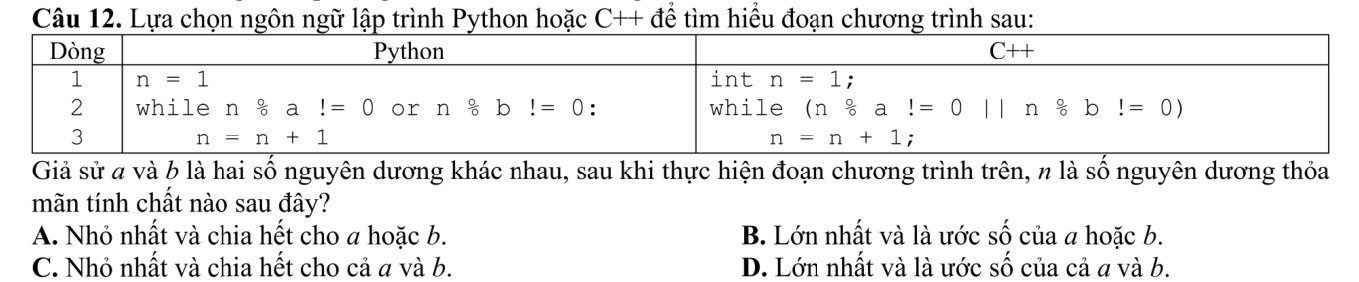 Câu 12. Lựa chọn ngôn ngữ lập trình Python hoặc C++ để tìm hiểu đoạn chương trình sau:
Dòng Python C++
1 n = 1 int n = 1;
2 while n % a != 0 or n % b != 0: while (n % a != 0 || n % b != 0)
3 n = n + 1 n = n + 1;
Giả sử a và b là hai số nguyên dương khác nhau, sau khi thực hiện đoạn chương trình trên, n là số nguyên dương thỏa
mãn tính chất nào sau đây?
A. Nhỏ nhất và chia hết cho a hoặc b. B. Lớn nhất và là ước số của a hoặc b.
C. Nhỏ nhất và chia hết cho cả a và b. D. Lớn nhất và là ước số của cả a và b.